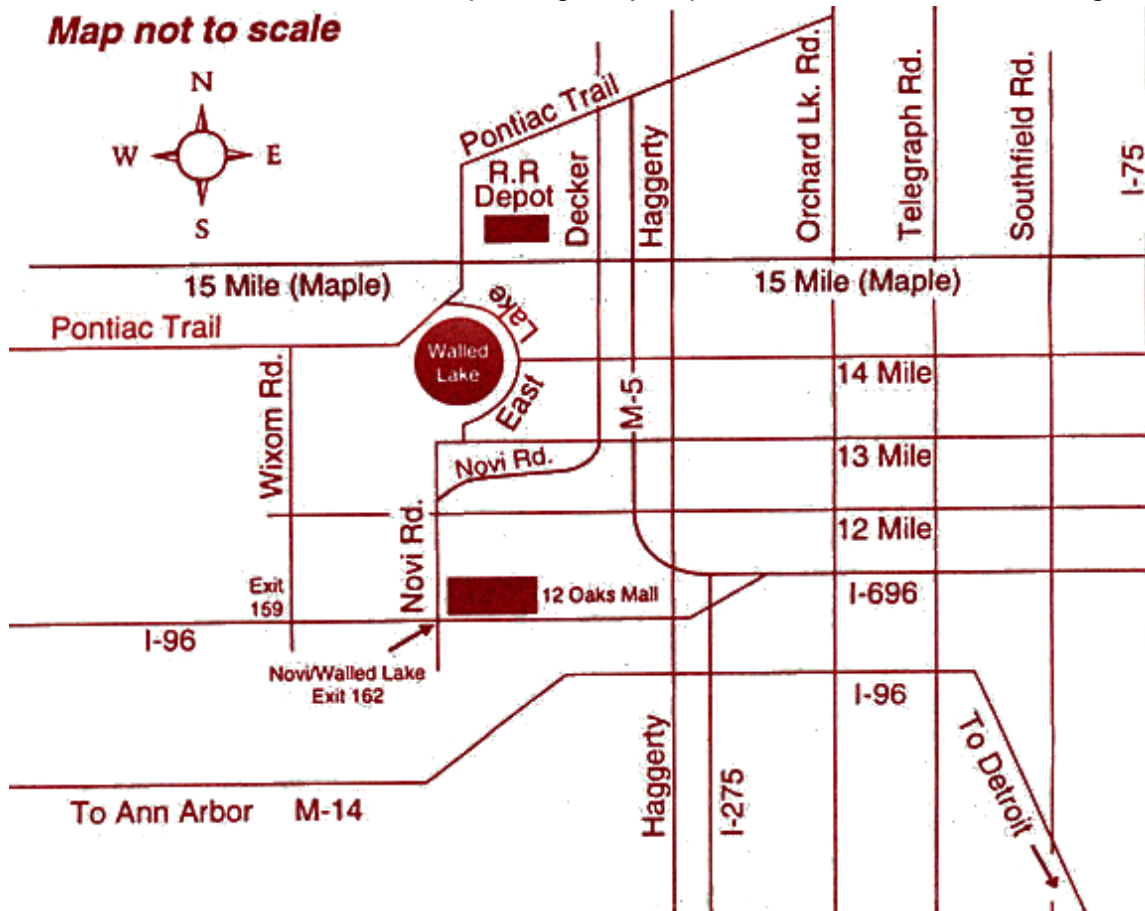 Map not to scale
N
W
E
S
Pontiac Trail
R.R
Depot
Decker
Haggerty
Orchard Lk. Rd.
Telegraph Rd.
Southfield Rd.
I-75
15 Mile (Maple)
15 Mile (Maple)
Pontiac Trail
Lake
Walled
Lake
East
14 Mile
M-5
Wixom Rd.
Novi Rd.
13 Mile
Novi Rd.
12 Mile
Exit
159
12 Oaks Mall
I-696
I-96
Novi/Walled Lake
Exit 162
I-96
Haggerty
I-275
To Detroit
To Ann Arbor
M-14